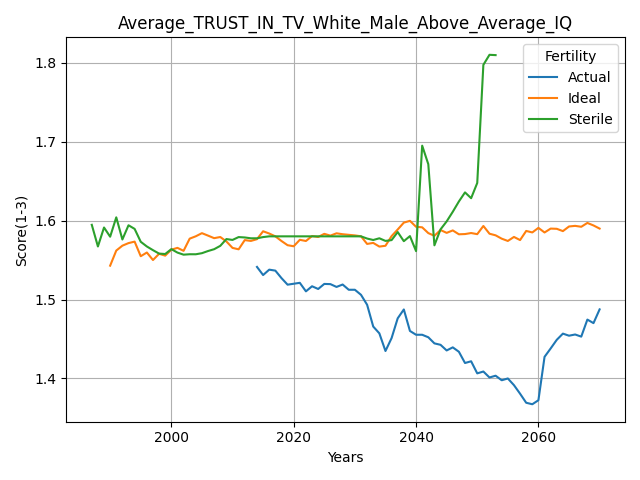 Average_TRUST_IN_TV_White_Male_Above_Average_IQ
Score(1-3)
1.8
1.7
1.6
1.5
1.4
Fertility
Actual
Ideal
Sterile
2000
2020
2040
2060
Years